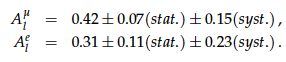 A_l^μ = 0.42 ± 0.07(stat.) ± 0.15(syst.),
A_l^e = 0.31 ± 0.11(stat.) ± 0.23(syst.).